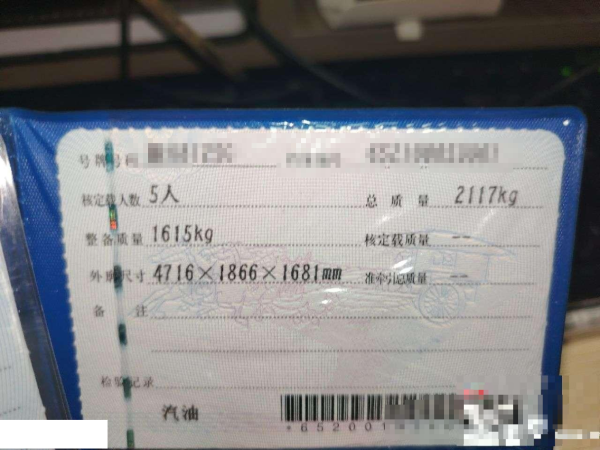 号牌号码
核定载人数 5人 总质量 2117kg
整备质量 1615kg 核定载质量 --
外廓尺寸 4716×1866×1681mm 准牵引总质量 --
备注
检验记录
汽油
*652001